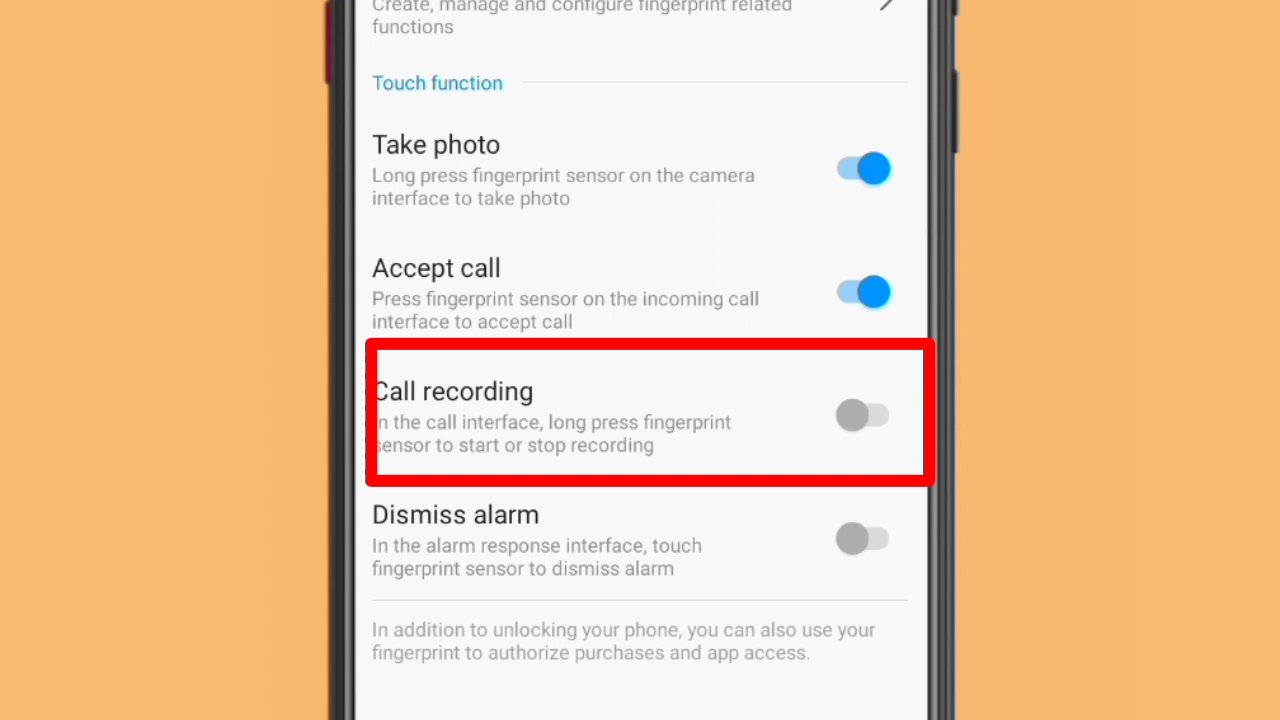 Create, manage and configure fingerprint related
functions
Touch function
Take photo
Long press fingerprint sensor on the camera
interface to take photo
Accept call
Press fingerprint sensor on the incoming call
interface to accept call
Call recording
In the call interface, long press fingerprint
sensor to start or stop recording
Dismiss alarm
In the alarm response interface, touch
fingerprint sensor to dismiss alarm
In addition to unlocking your phone, you can also use your
fingerprint to authorize purchases and app access.